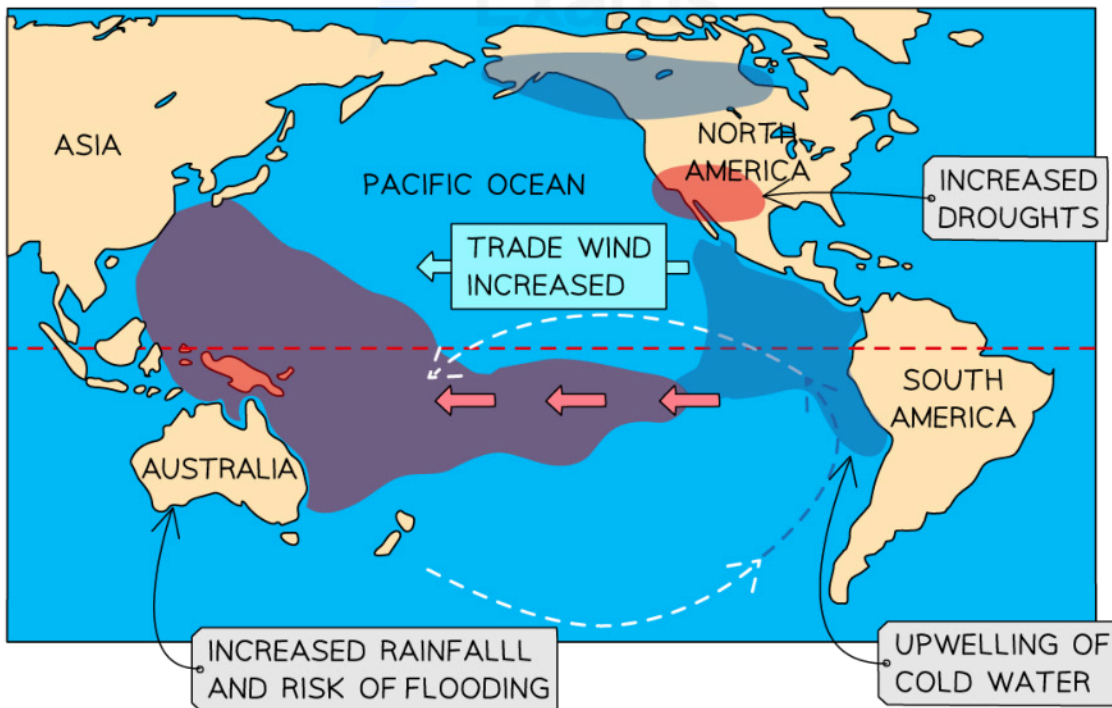 Exams
ASIA
NORTH
AMERICA
PACIFIC OCEAN
INCREASED
DROUGHTS
TRADE WIND
INCREASED
SOUTH
AMERICA
AUSTRALIA
INCREASED RAINFALLL
AND RISK OF FLOODING
UPWELLING OF
COLD WATER